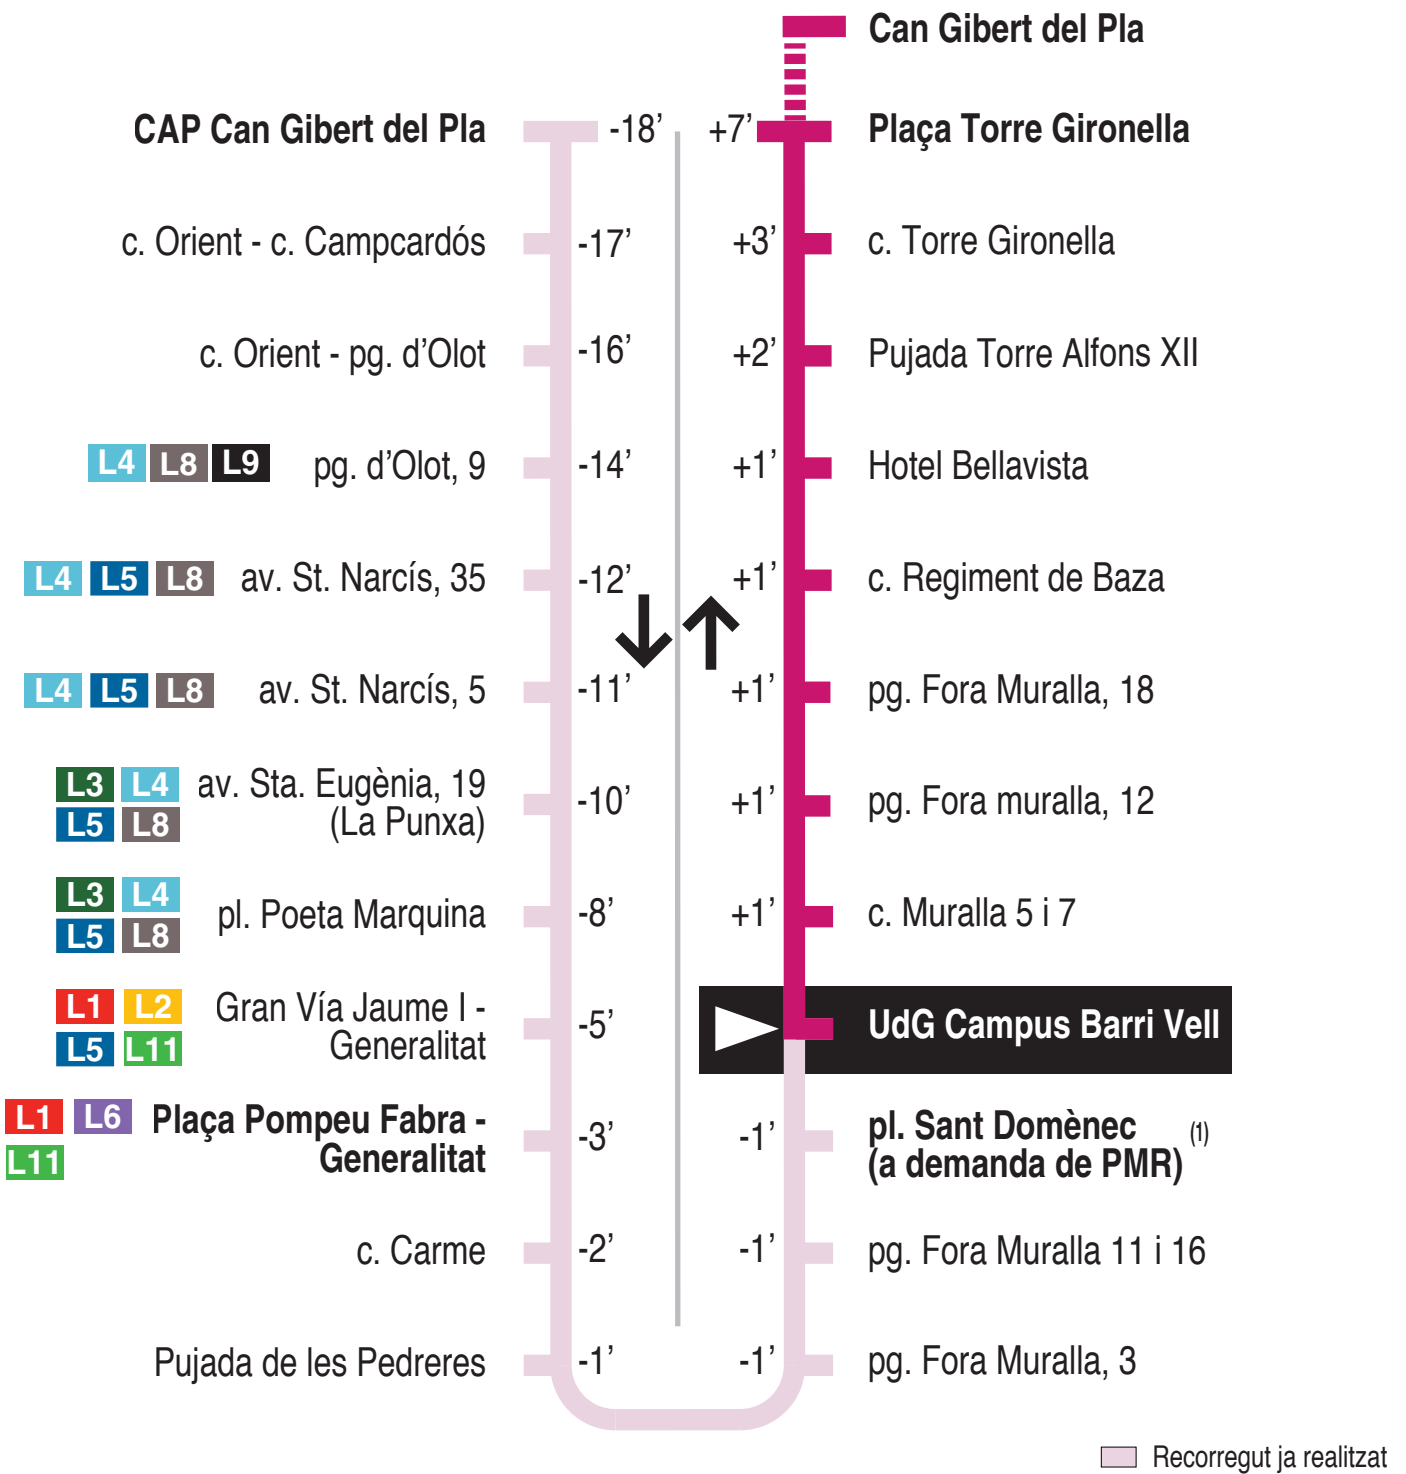 Can Gibert del Pla
CAP Can Gibert del Pla -18’ +7’ Plaça Torre Gironella
c. Orient - c. Campcardós -17’ +3’ c. Torre Gironella
c. Orient - pg. d’Olot -16’ +2’ Pujada Torre Alfons XII
L4 L8 L9 pg. d’Olot, 9 -14’ +1’ Hotel Bellavista
L4 L5 L8 av. St. Narcís, 35 -12’ +1’ c. Regiment de Baza
L4 L5 L8 av. St. Narcís, 5 -11’ +1’ pg. Fora Muralla, 18
L3 L4 av. Sta. Eugènia, 19
L5 L8 (La Punxa) -10’ +1’ pg. Fora muralla, 12
L3 L4
L5 L8 pl. Poeta Marquina -8’ +1’ c. Muralla 5 i 7
L1 L2 Gran Vía Jaume I -
L5 L11 Generalitat -5’ UdG Campus Barri Vell
L1 L6 Plaça Pompeu Fabra -
L11 Generalitat -3’ -1’ pl. Sant Domènec (1)
(a demanda de PMR)
c. Carme -2’ -1’ pg. Fora Muralla 11 i 16
Pujada de les Pedreres -1’ -1’ pg. Fora Muralla, 3
Recorregut ja realitzat